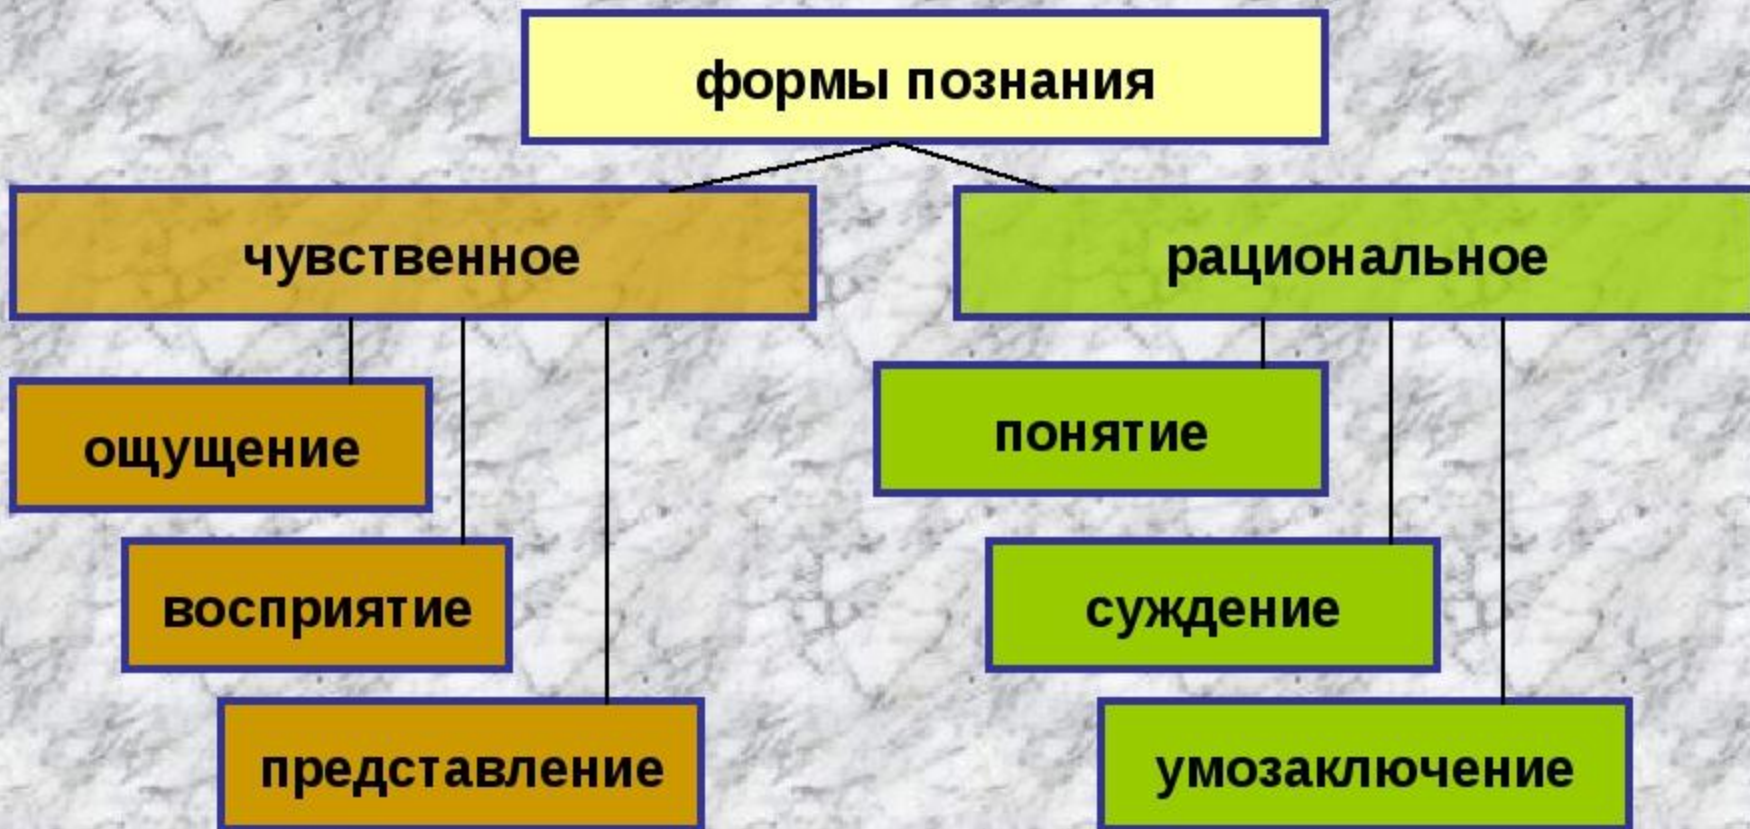 формы познания
чувственное
рациональное
ощущение
понятие
восприятие
суждение
представление
умозаключение